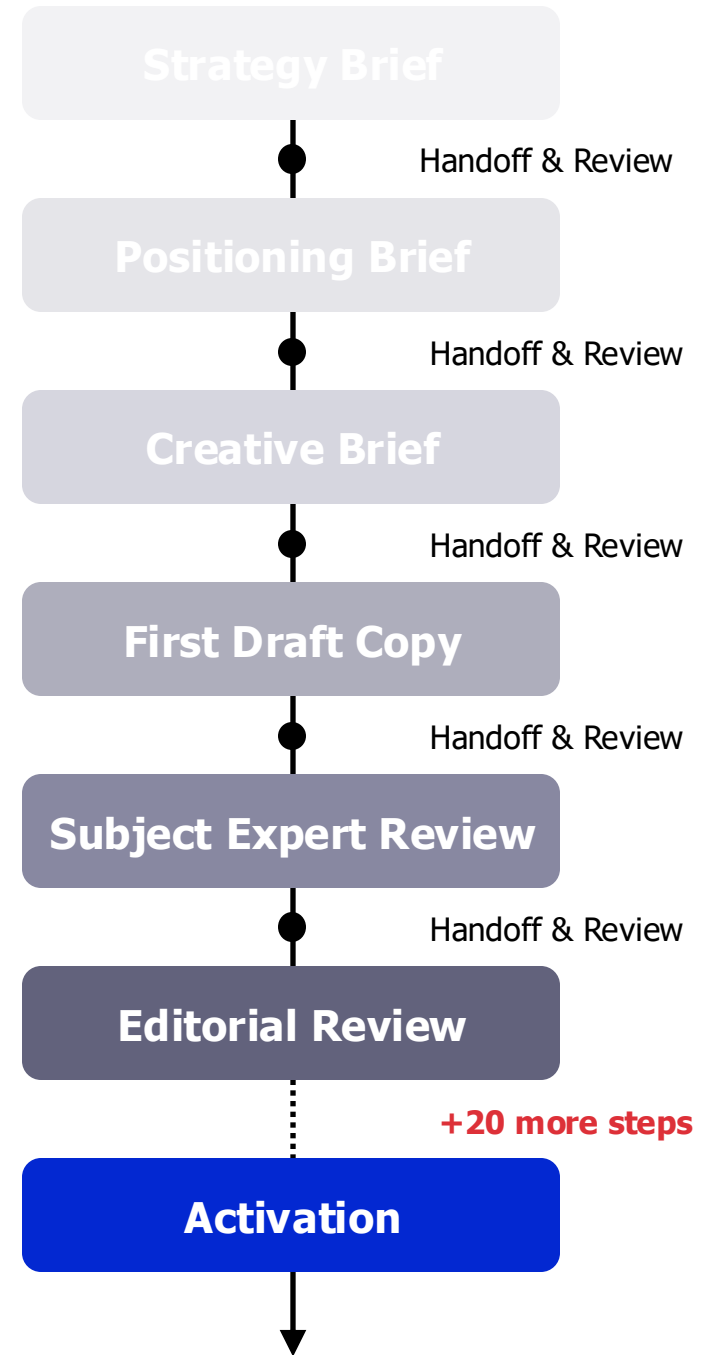 Strategy Brief
Handoff & Review
Positioning Brief
Handoff & Review
Creative Brief
Handoff & Review
First Draft Copy
Handoff & Review
Subject Expert Review
Handoff & Review
Editorial Review
+20 more steps
Activation